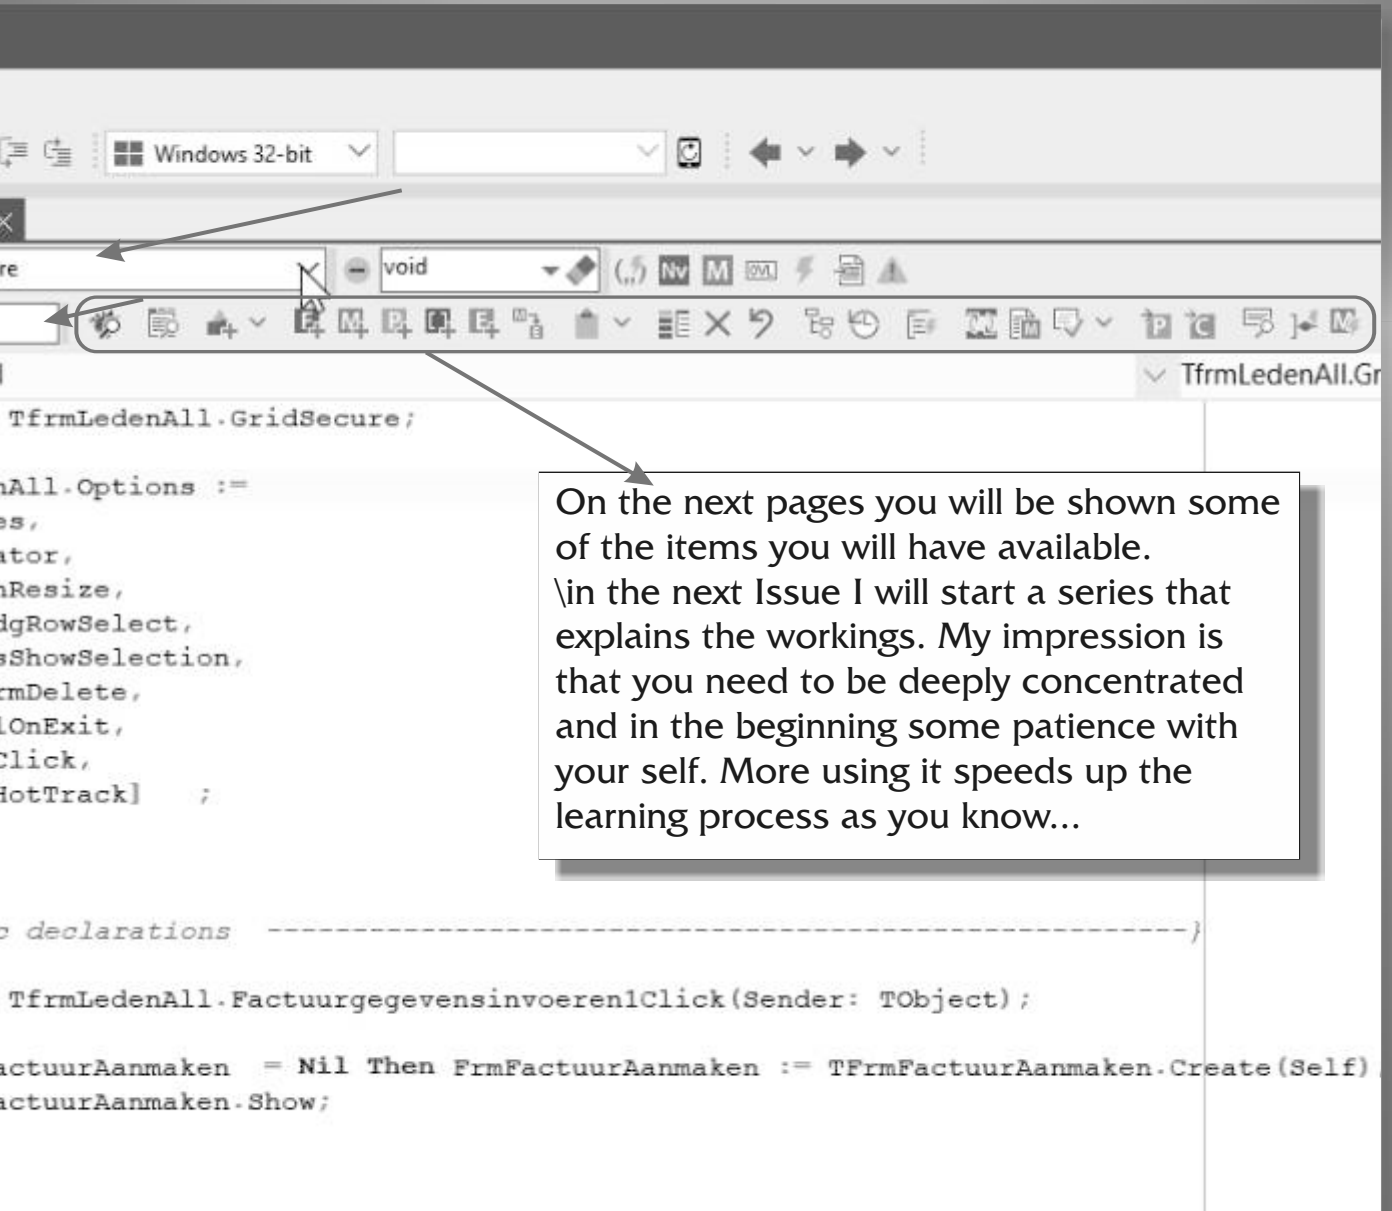 Windows 32-bit
re
void
TfrmLedenAll.Gr
TfrmLedenAll.GridSecure;
nAll.Options :=
es,
ator,
nResize,
dgRowSelect,
sShowSelection,
rmDelete,
lOnExit,
Click,
HotTrack] ;
On the next pages you will be shown some
of the items you will have available.
\in the next Issue I will start a series that
explains the workings. My impression is
that you need to be deeply concentrated
and in the beginning some patience with
your self. More using it speeds up the
learning process as you know...
c declarations ------------------------------------------------------}
TfrmLedenAll.Factuurgegevensinvoeren1Click(Sender: TObject);
actuurAanmaken = Nil Then FrmFactuurAanmaken := TFrmFactuurAanmaken.Create(Self)
actuurAanmaken.Show;